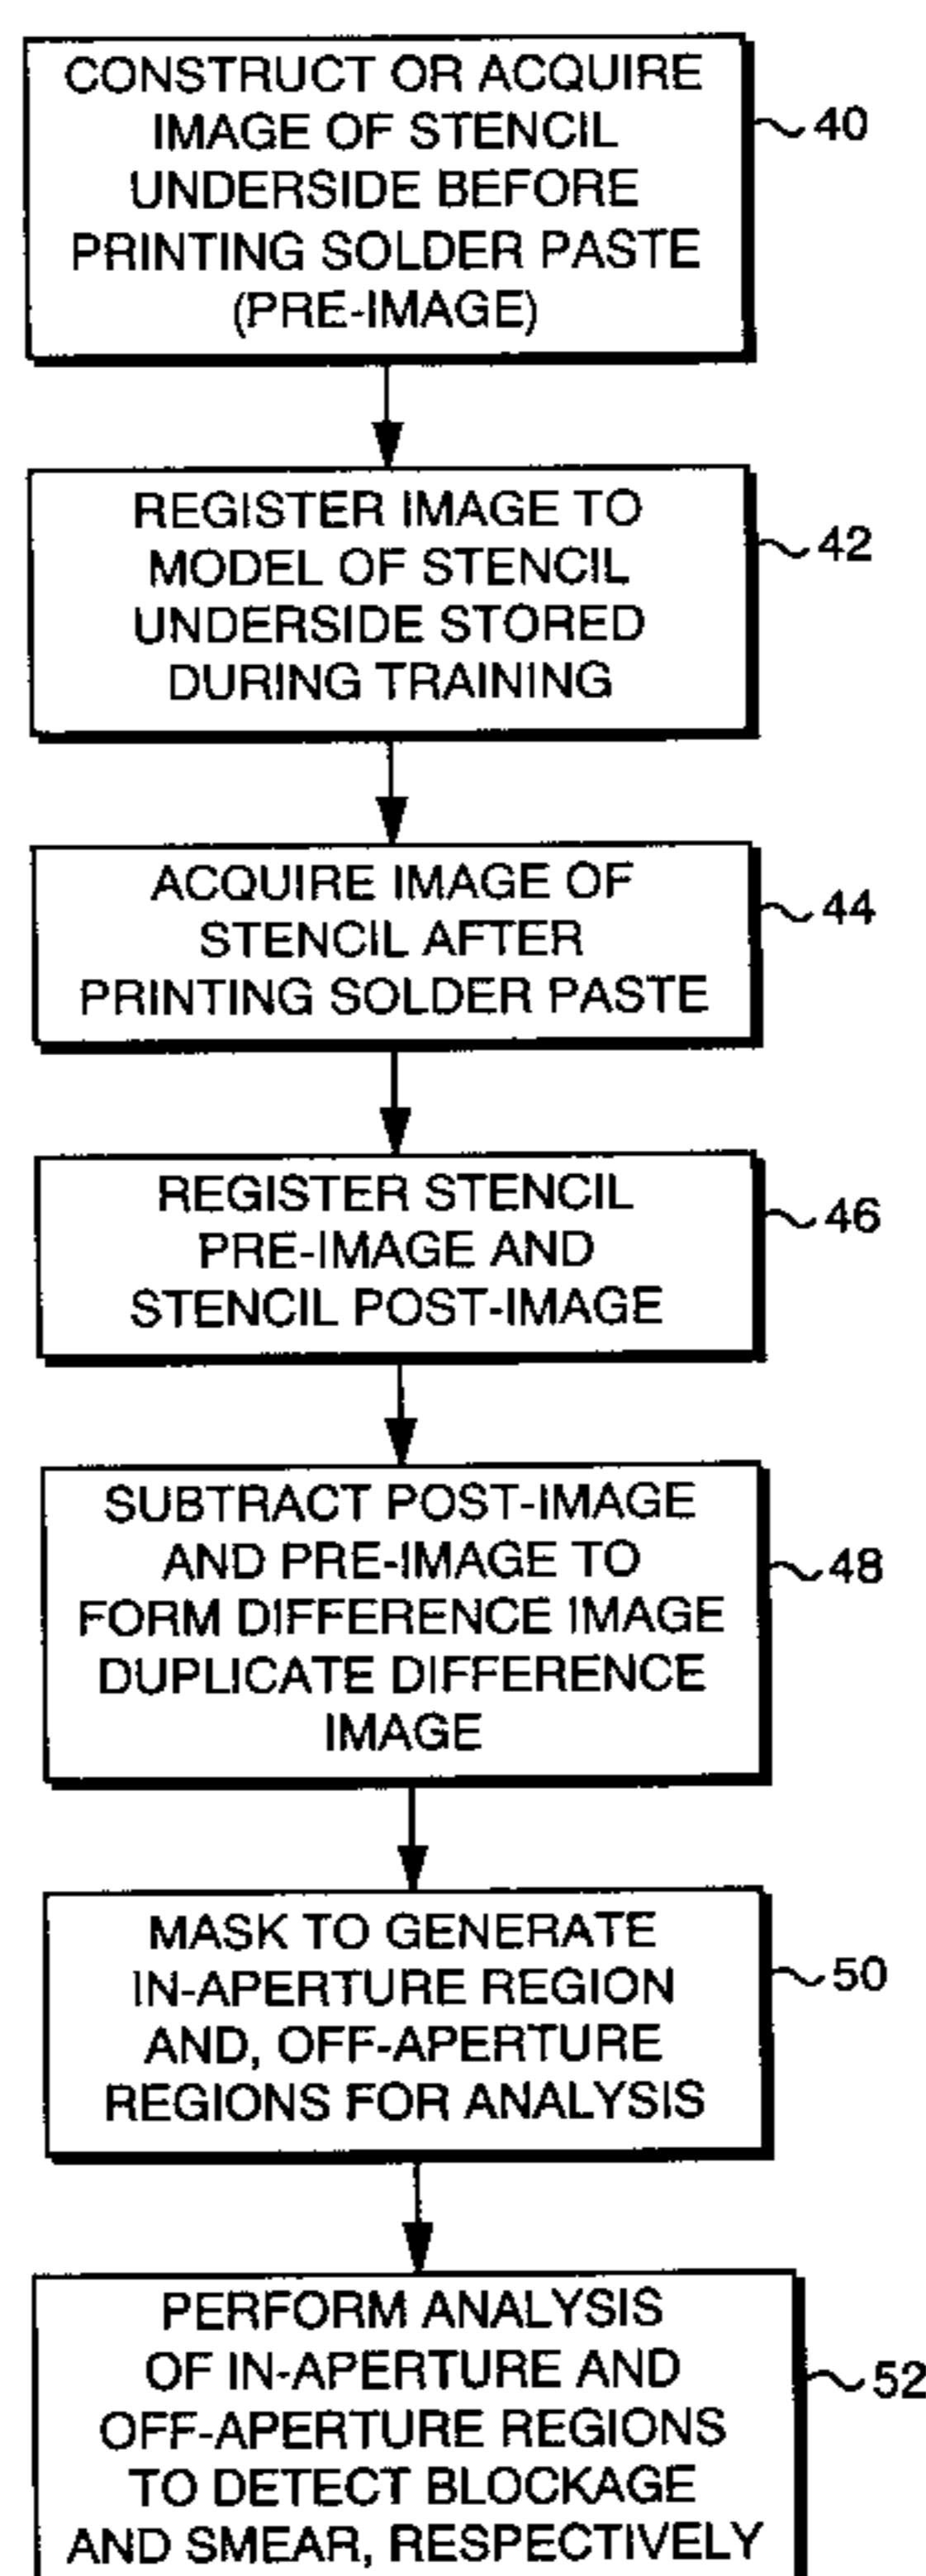 CONSTRUCT OR ACQUIRE
IMAGE OF STENCIL
UNDERSIDE BEFORE
PRINTING SOLDER PASTE
(PRE-IMAGE)
40
REGISTER IMAGE TO
MODEL OF STENCIL
UNDERSIDE STORED
DURING TRAINING
42
ACQUIRE IMAGE OF
STENCIL AFTER
PRINTING SOLDER PASTE
44
REGISTER STENCIL
PRE-IMAGE AND
STENCIL POST-IMAGE
46
SUBTRACT POST-IMAGE
AND PRE-IMAGE TO
FORM DIFFERENCE IMAGE
DUPLICATE DIFFERENCE
IMAGE
48
MASK TO GENERATE
IN-APERTURE REGION
AND, OFF-APERTURE
REGIONS FOR ANALYSIS
50
PERFORM ANALYSIS
OF IN-APERTURE AND
OFF-APERTURE REGIONS
TO DETECT BLOCKAGE
AND SMEAR, RESPECTIVELY
52